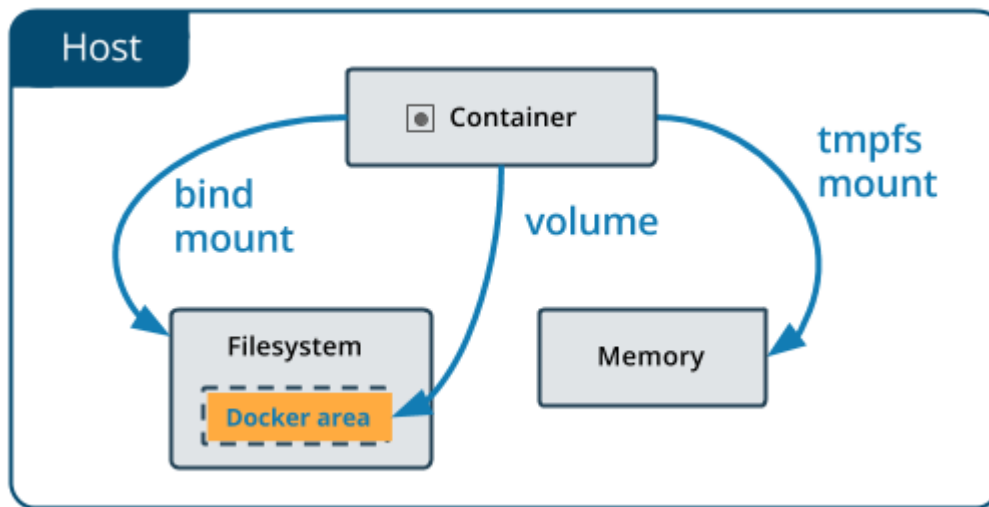 Host
Container
tmpfs
mount
bind
mount
volume
Filesystem
Memory
Docker area